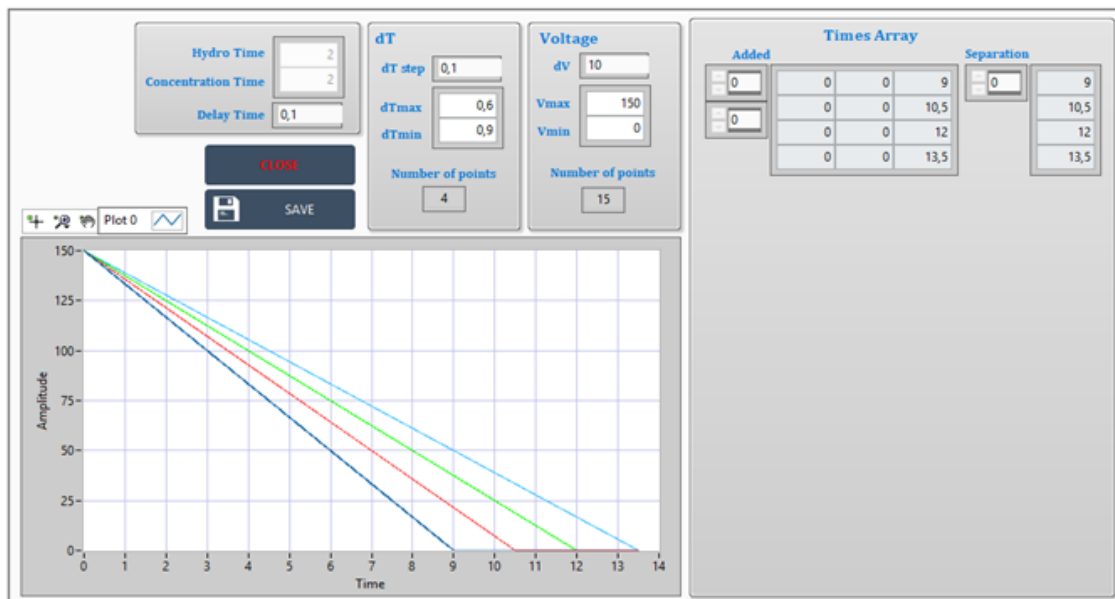 Hydro Time 2
Concentration Time 2
Delay Time 0,1
CLOSE
SAVE
dT
dT step 0,1
dTmax 0,6
dTmin 0,9
Number of points
4
Voltage
dV 10
Vmax 150
Vmin 0
Number of points
15
Times Array
Added
0
0
0 0 9
0 0 10,5
0 0 12
0 0 13,5
Separation
0
9
10,5
12
13,5
Plot 0
Amplitude
150
125
100
75
50
25
0
0 1 2 3 4 5 6 7 8 9 10 11 12 13 14
Time